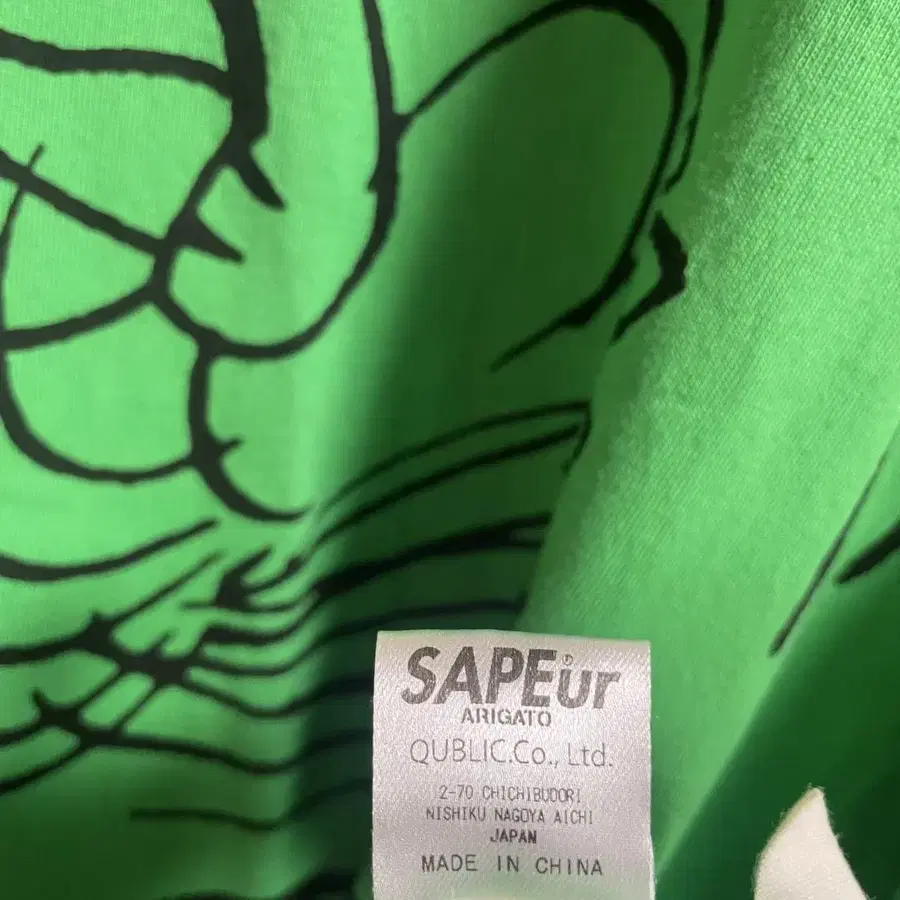 SAPEur®
ARIGATO
QUBLIC.Co., Ltd.
2-70 CHICHIBUDORI
NISHIKU NAGOYA AICHI
JAPAN
MADE IN CHINA